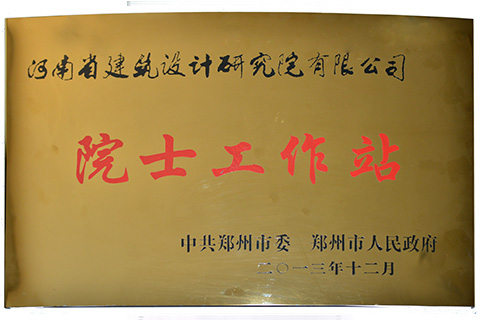 河南省建筑设计研究院有限公司
院士工作站
中共郑州市委 郑州市人民政府
二〇一三年十二月